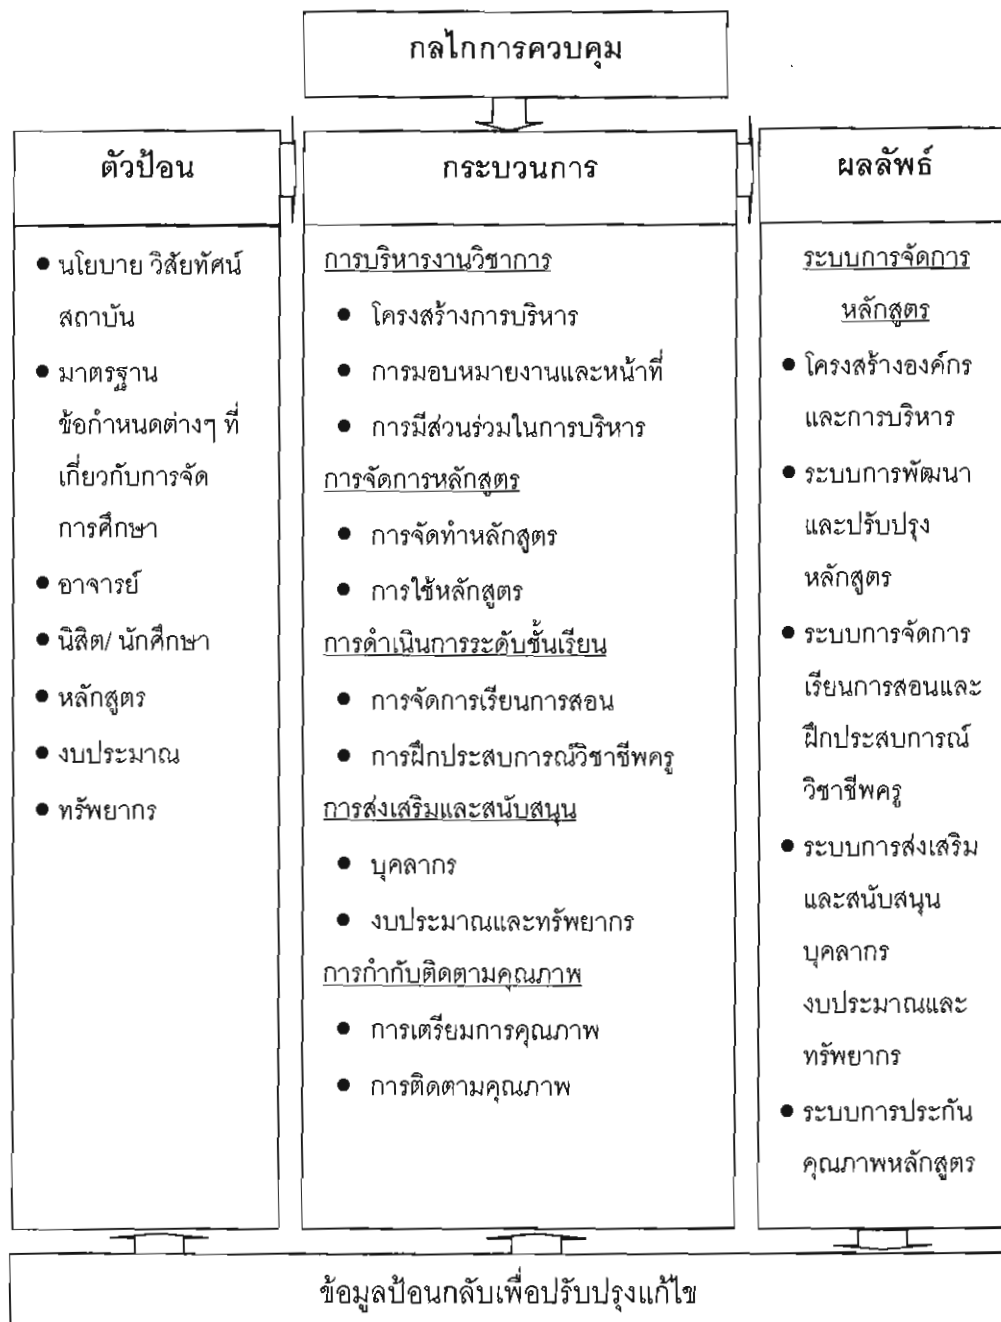 กลไกการควบคุม
ตัวป้อน
• นโยบาย วิสัยทัศน์
สถาบัน
• มาตรฐาน
ข้อกำหนดต่างๆ ที่
เกี่ยวกับการจัด
การศึกษา
• อาจารย์
• นิสิต/ นักศึกษา
• หลักสูตร
• งบประมาณ
• ทรัพยากร
กระบวนการ
การบริหารงานวิชาการ
• โครงสร้างการบริหาร
• การมอบหมายงานและหน้าที่
• การมีส่วนร่วมในการบริหาร
การจัดการหลักสูตร
• การจัดทำหลักสูตร
• การใช้หลักสูตร
การดำเนินการระดับชั้นเรียน
• การจัดการเรียนการสอน
• การฝึกประสบการณ์วิชาชีพครู
การส่งเสริมและสนับสนุน
• บุคลากร
• งบประมาณและทรัพยากร
การกำกับติดตามคุณภาพ
• การเตรียมการคุณภาพ
• การติดตามคุณภาพ
ผลลัพธ์
ระบบการจัดการ
หลักสูตร
• โครงสร้างองค์กร
และการบริหาร
• ระบบการพัฒนา
และปรับปรุง
หลักสูตร
• ระบบการจัดการ
เรียนการสอนและ
ฝึกประสบการณ์
วิชาชีพครู
• ระบบการส่งเสริม
และสนับสนุน
บุคลากร
งบประมาณและ
ทรัพยากร
• ระบบการประกัน
คุณภาพหลักสูตร
ข้อมูลป้อนกลับเพื่อปรับปรุงแก้ไข